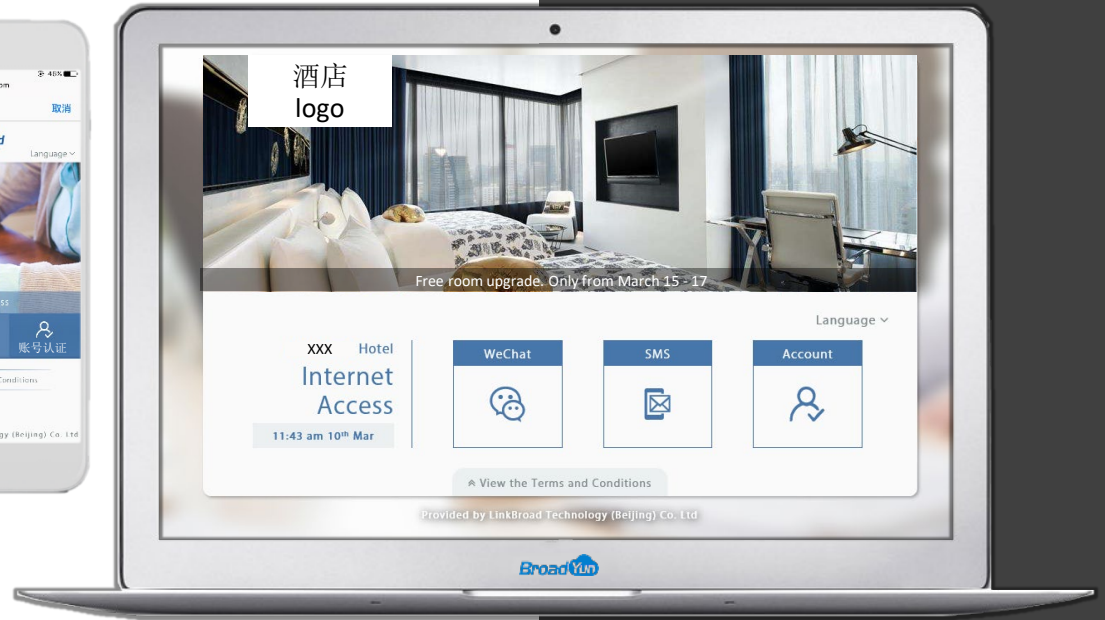 46%
取消
Language
账号认证
Conditions
(Beijing) Co. Ltd
酒店
logo
Free room upgrade. Only from March 15 - 17
Language
XXX Hotel
Internet
Access
11:43 am 10th Mar
WeChat
SMS
Account
View the Terms and Conditions
Provided by LinkBroad Technology (Beijing) Co. Ltd
BroadYun